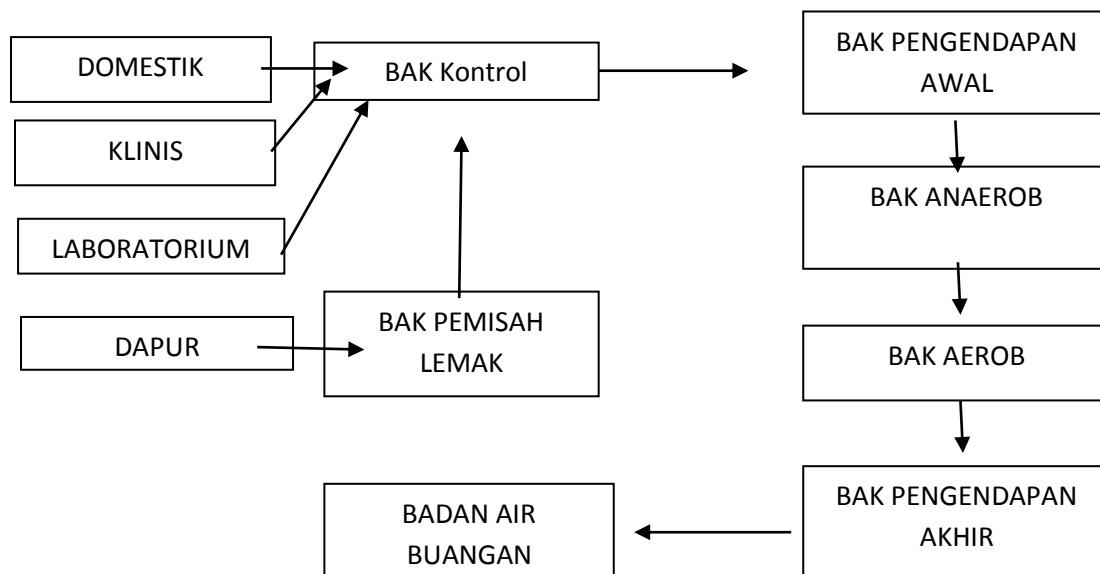 DOMESTIK
KLINIS
LABORATORIUM
DAPUR
BAK Kontrol
BAK PEMISAH
LEMAK
BAK PENGENDAPAN
AWAL
BAK ANAEROB
BAK AEROB
BAK PENGENDAPAN
AKHIR
BADAN AIR
BUANGAN